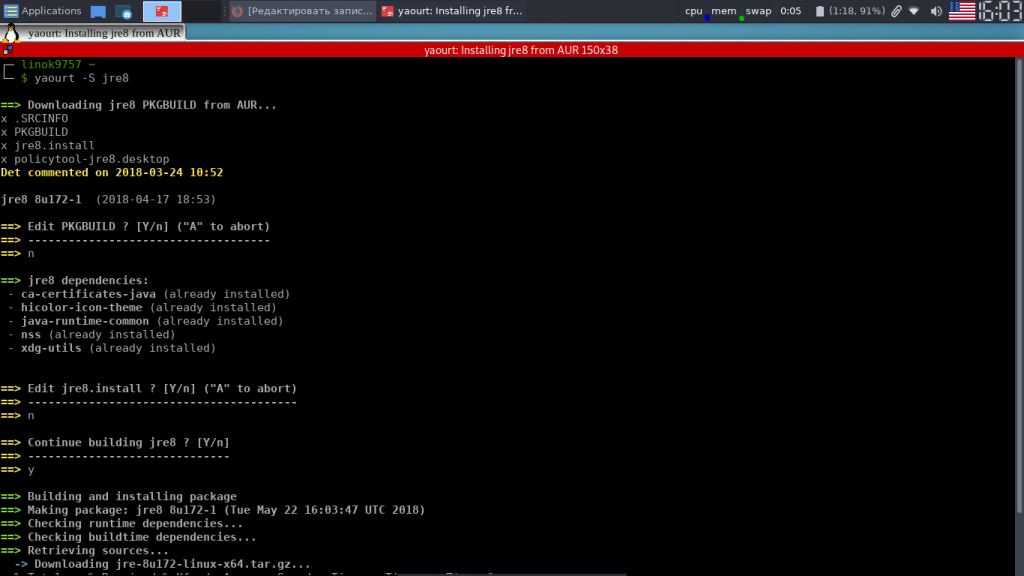 Applications
[Редактировать запис...
yaourt: Installing jre8 fr...
cpu mem swap 0:05
(1:18, 91%)
16:03
yaourt: Installing jre8 from AUR
yaourt: Installing jre8 from AUR 150x38
linok9757 ~
$ yaourt -S jre8
==> Downloading jre8 PKGBUILD from AUR...
x .SRCINFO
x PKGBUILD
x jre8.install
x policytool-jre8.desktop
Det commented on 2018-03-24 10:52
jre8 8u172-1  (2018-04-17 18:53)
==> Edit PKGBUILD ? [Y/n] ("A" to abort)
==> ------------------------------------
==> n
==> jre8 dependencies:
- ca-certificates-java (already installed)
- hicolor-icon-theme (already installed)
- java-runtime-common (already installed)
- nss (already installed)
- xdg-utils (already installed)
==> Edit jre8.install ? [Y/n] ("A" to abort)
==> ----------------------------------------
==> n
==> Continue building jre8 ? [Y/n]
==> ------------------------------
==> y
==> Building and installing package
==> Making package: jre8 8u172-1 (Tue May 22 16:03:47 UTC 2018)
==> Checking runtime dependencies...
==> Checking buildtime dependencies...
==> Retrieving sources...
-> Downloading jre-8u172-linux-x64.tar.gz...